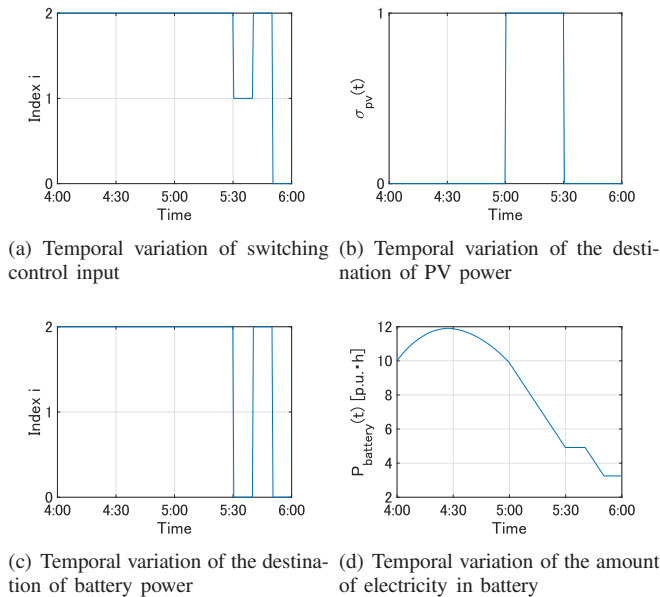 2
1
0
Index i
4:00 4:30 5:00 5:30 6:00
Time
1
0
σpv(t)
4:00 4:30 5:00 5:30 6:00
Time
(a) Temporal variation of switching
control input
(b) Temporal variation of the desti-
nation of PV power
2
1
0
Index i
4:00 4:30 5:00 5:30 6:00
Time
12
10
8
6
4
2
Pbattery(t) [p.u.・h]
4:00 4:30 5:00 5:30 6:00
Time
(c) Temporal variation of the destina-
tion of battery power
(d) Temporal variation of the amount
of electricity in battery